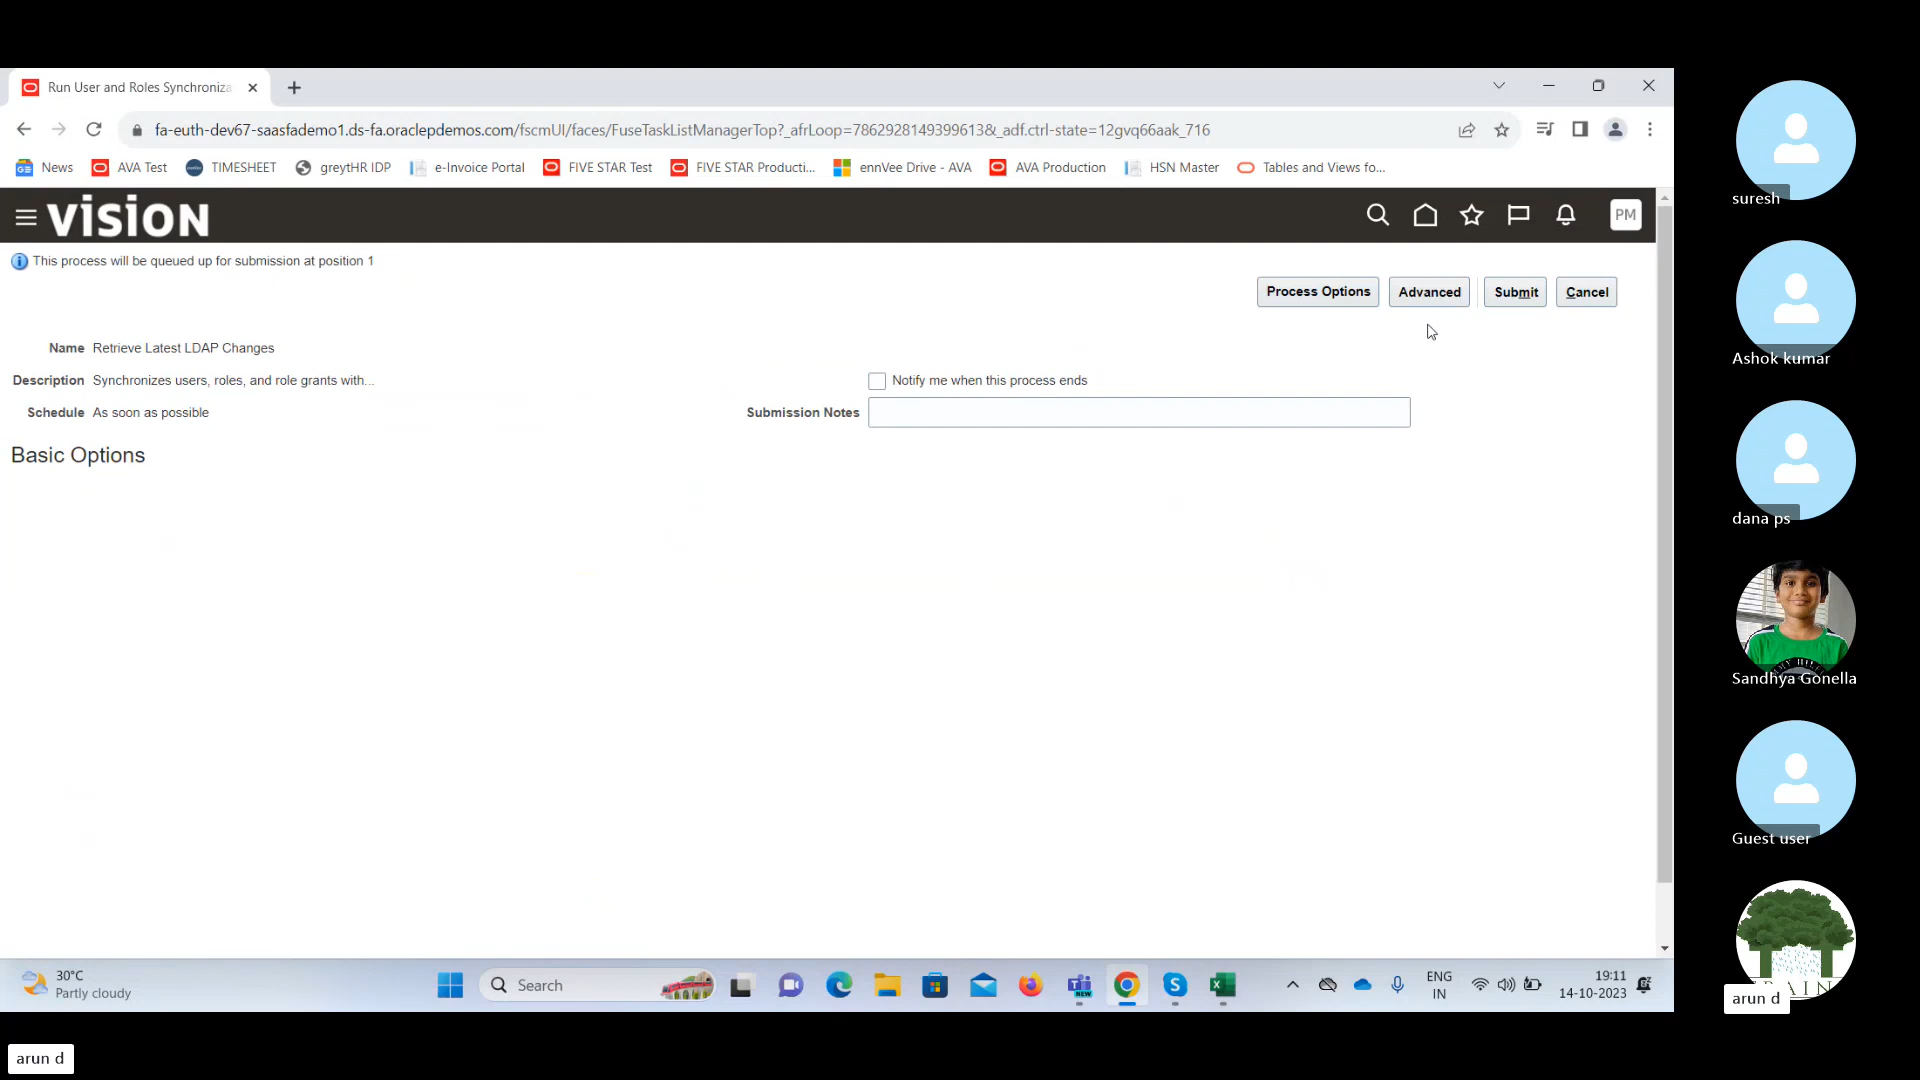 Run User and Roles Synchroniza
fa-euth-dev67-saasfademo1.ds-fa.oraclepdemos.com/fscmUI/faces/FuseTaskListManagerTop?_afrLoop=78629281499399613&_adf.ctrl-state=12gvq66aak_716
News AVA Test TIMESHEET greytHR IDP e-Invoice Portal FIVE STAR Test FIVE STAR Producti... ennVee Drive - AVA AVA Production HSN Master Tables and Views fo...
VISION
PM
This process will be queued up for submission at position 1
Process Options Advanced Submit Cancel
Name Retrieve Latest LDAP Changes
Description Synchronizes users, roles, and role grants with...
Notify me when this process ends
Schedule As soon as possible
Submission Notes
Basic Options
30°C
Partly cloudy
Search
NEW
ENG
IN
19:11
14-10-2023
suresh
Ashok kumar
dana ps
Sandhya Gonella
Guest user
arun d
arun d